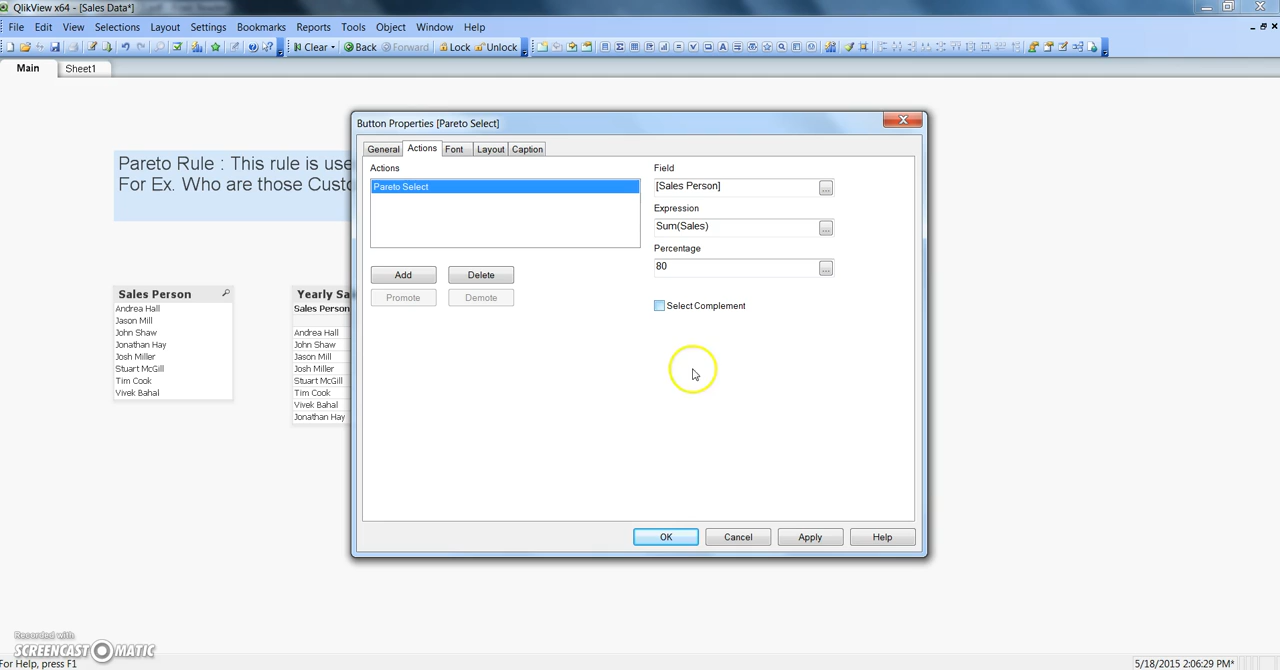 QlikView x64 - [Sales Data*]
File Edit View Selections Layout Settings Bookmarks Reports Tools Object Window Help
Clear Back Forward Lock Unlock
Main Sheet1
Button Properties [Pareto Select]
General Actions Font Layout Caption
Pareto Rule : This rule is use
For Ex. Who are those Custo
Actions
Pareto Select
Add Delete
Promote Demote
Field
[Sales Person]
...
Expression
Sum(Sales)
...
Percentage
80
...
Select Complement
Sales Person
Andrea Hall
Jason Mill
John Shaw
Jonathan Hay
Josh Miller
Stuart McGill
Tim Cook
Vivek Bahal
Yearly Sa
Sales Person
Andrea Hall
John Shaw
Jason Mill
Josh Miller
Stuart McGill
Tim Cook
Vivek Bahal
Jonathan Hay
OK Cancel Apply Help
Recorded with
SCREENCAST MATIC
For Help, press F1
5/18/2015 2:06:29 PM*